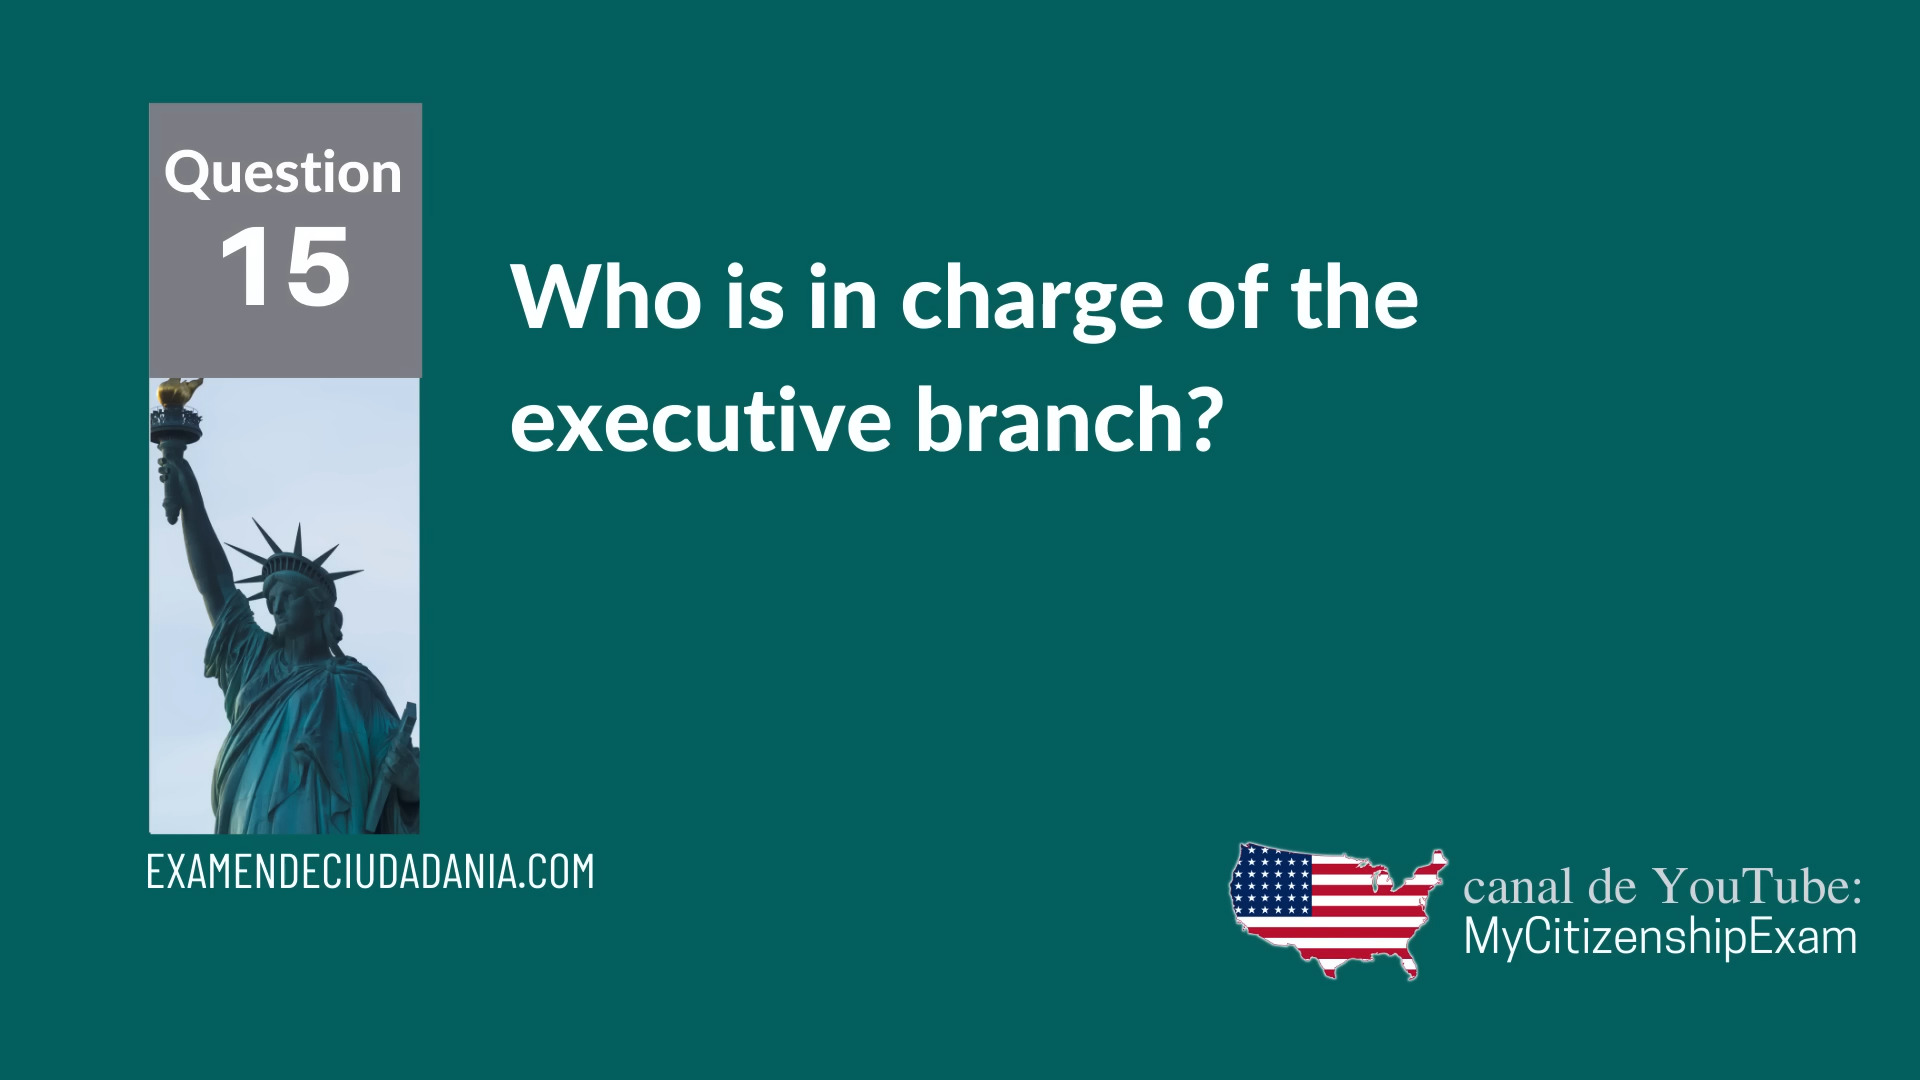 Question
15
Who is in charge of the
executive branch?
EXAMENDECIUDADANIA.COM
canal de YouTube:
MyCitizenshipExam